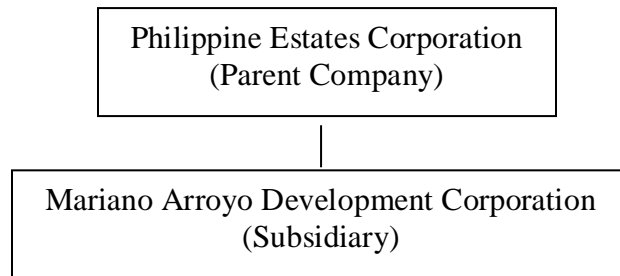 Philippine Estates Corporation
(Parent Company)
Mariano Arroyo Development Corporation
(Subsidiary)